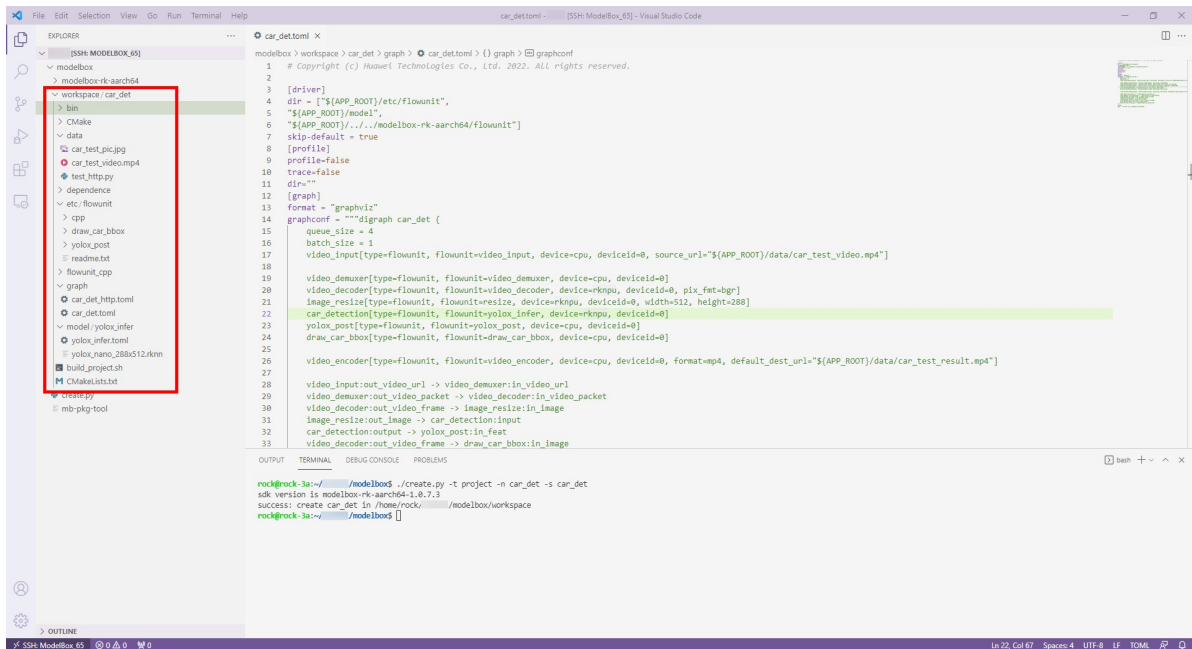 File Edit Selection View Go Run Terminal Help
car_det.toml - [SSH: ModelBox_65] - Visual Studio Code
EXPLORER
[SSH: MODELBOX_65]
modelbox
modelbox-rk-aarch64
workspace / car_det
bin
CMake
data
car_test_pic.jpg
car_test_video.mp4
test_http.py
dependence
etc / flowunit
cpp
draw_car_bbox
yolox_post
readme.txt
flowunit_cpp
graph
car_det_http.toml
car_det.toml
model / yolox_infer
yolox_infer.toml
yolox_nano_288x512.rknn
build_project.sh
CMakeLists.txt
create.py
mb-pkg-tool
OUTLINE
car_det.toml ×
modelbox > workspace > car_det > graph > car_det.toml > {} graph > graphconf
1 # Copyright (c) Huawei Technologies Co., Ltd. 2022. All rights reserved.
2
3 [driver]
4 dir = ["${APP_ROOT}/etc/flowunit",
5 "${APP_ROOT}/model",
6 "${APP_ROOT}/../../modelbox-rk-aarch64/flowunit"]
7 skip-default = true
8 [profile]
9 profile=false
10 trace=false
11 dir=""
12 [graph]
13 format = "graphviz"
14 graphconf = """digraph car_det {
15 queue_size = 4
16 batch_size = 1
17 video_input[type=flowunit, flowunit=video_input, device=cpu, deviceid=0, source_url="${APP_ROOT}/data/car_test_video.mp4"]
18
19 video_demuxer[type=flowunit, flowunit=video_demuxer, device=cpu, deviceid=0]
20 video_decoder[type=flowunit, flowunit=video_decoder, device=rknpu, deviceid=0, pix_fmt=bgr]
21 image_resize[type=flowunit, flowunit=resize, device=rknpu, deviceid=0, width=512, height=288]
22 car_detection[type=flowunit, flowunit=yolox_infer, device=rknpu, deviceid=0]
23 yolox_post[type=flowunit, flowunit=yolox_post, device=cpu, deviceid=0]
24 draw_car_bbox[type=flowunit, flowunit=draw_car_bbox, device=cpu, deviceid=0]
25
26 video_encoder[type=flowunit, flowunit=video_encoder, device=cpu, deviceid=0, format=mp4, default_dest_url="${APP_ROOT}/data/car_test_result.mp4"]
27
28 video_input:out_video_url -> video_demuxer:in_video_url
29 video_demuxer:out_video_packet -> video_decoder:in_video_packet
30 video_decoder:out_video_frame -> image_resize:in_image
31 image_resize:out_image -> car_detection:input
32 car_detection:output -> yolox_post:in_feat
33 video_decoder:out_video_frame -> draw_car_bbox:in_image
OUTPUT TERMINAL DEBUG CONSOLE PROBLEMS
bash
rock@rock-3a:~/ /modelbox$ ./create.py -t project -n car_det -s car_det
sdk version is modelbox-rk-aarch64-1.0.7.3
success: create car_det in /home/rock/ /modelbox/workspace
rock@rock-3a:~/ /modelbox$
SSH: ModelBox_65 0 0 0
Ln 22, Col 67 Spaces: 4 UTF-8 LF TOML